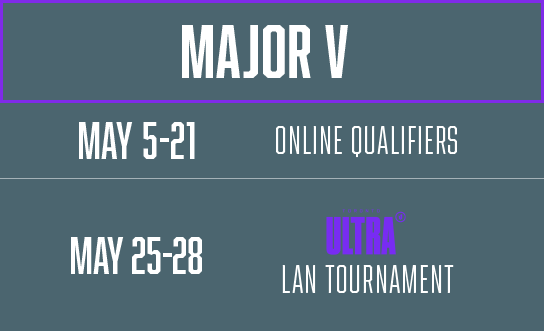 MAJOR V
MAY 5-21
ONLINE QUALIFIERS
MAY 25-28
ULTRA
LAN TOURNAMENT